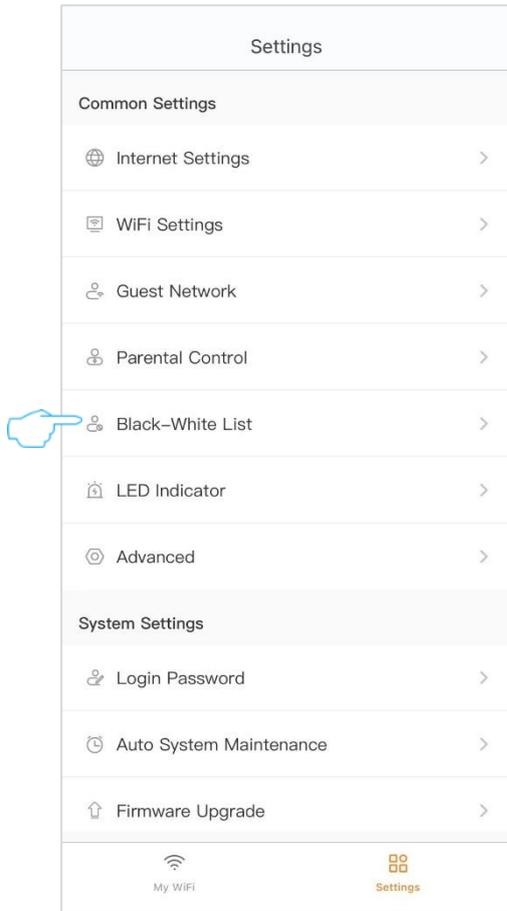 Settings
Common Settings
Internet Settings
WiFi Settings
Guest Network
Parental Control
Black-White List
LED Indicator
Advanced
System Settings
Login Password
Auto System Maintenance
Firmware Upgrade
My WiFi
Settings